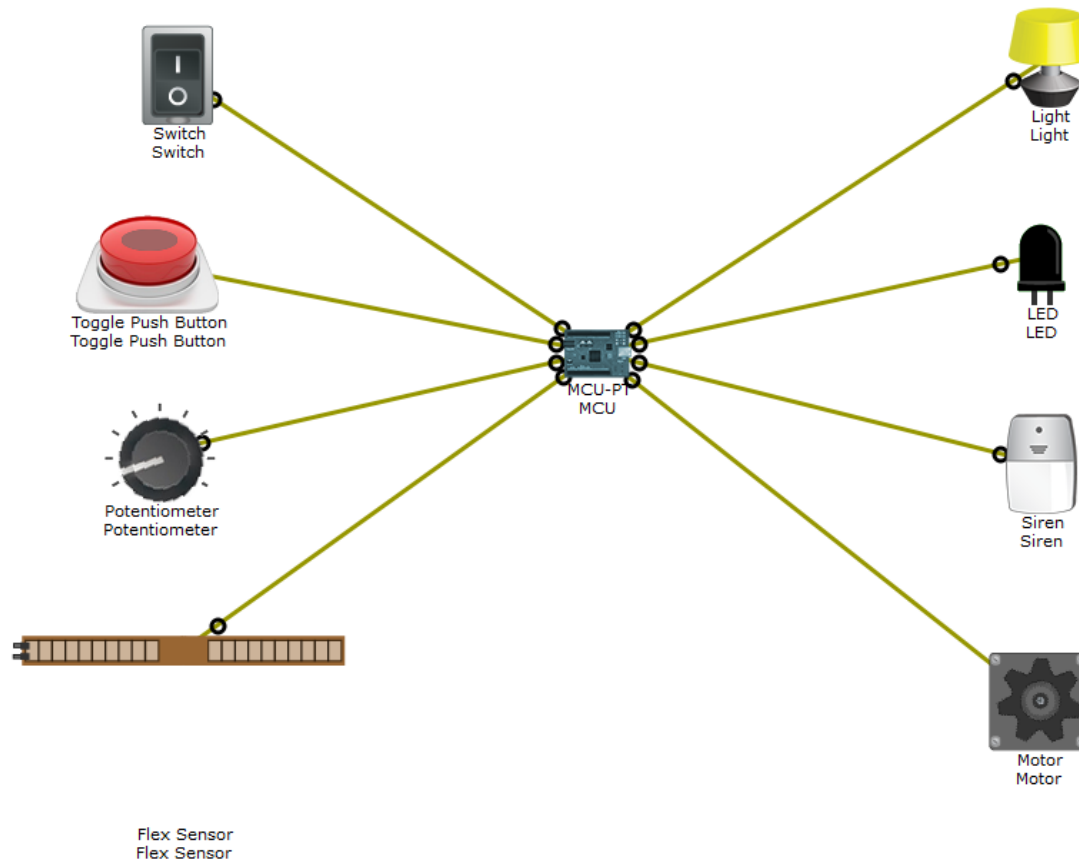 Switch
Switch
Light
Light
Toggle Push Button
Toggle Push Button
LED
LED
MCU-PT
MCU
Potentiometer
Potentiometer
Siren
Siren
Motor
Motor
Flex Sensor
Flex Sensor